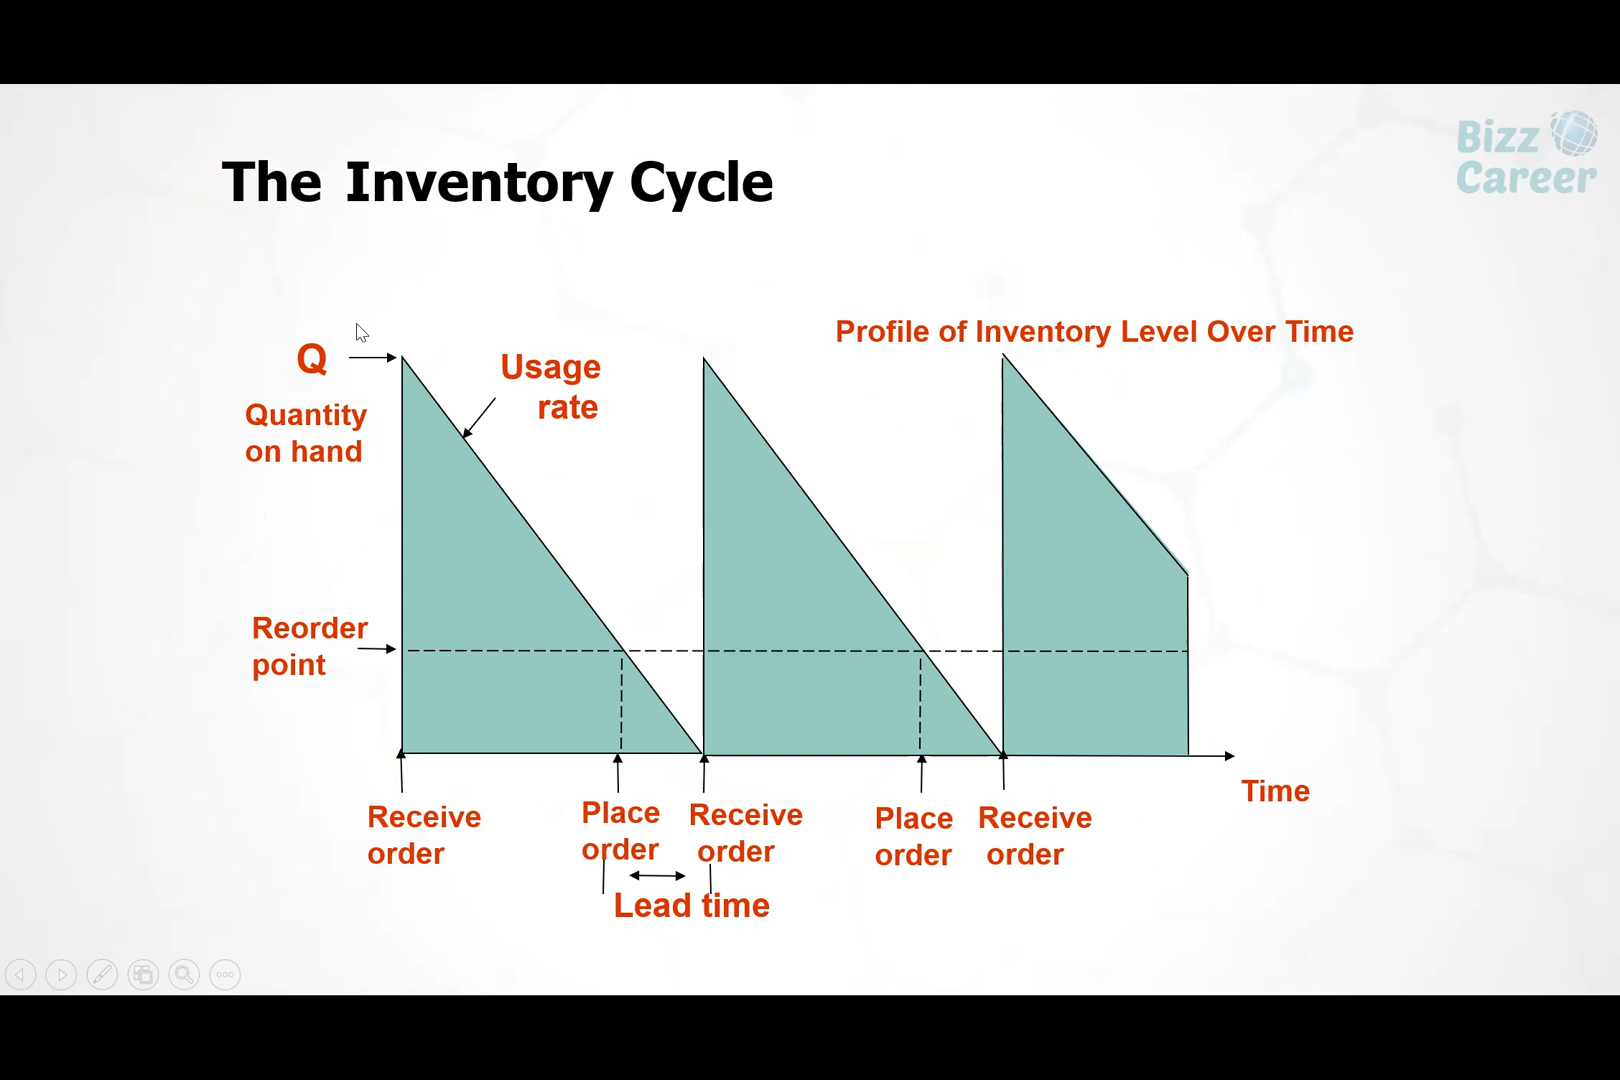 Bizz
Career
The Inventory Cycle
Profile of Inventory Level Over Time
Q
Usage
rate
Quantity
on hand
Reorder
point
Time
Receive
order
Place
order
Receive
order
Place
order
Receive
order
Lead time